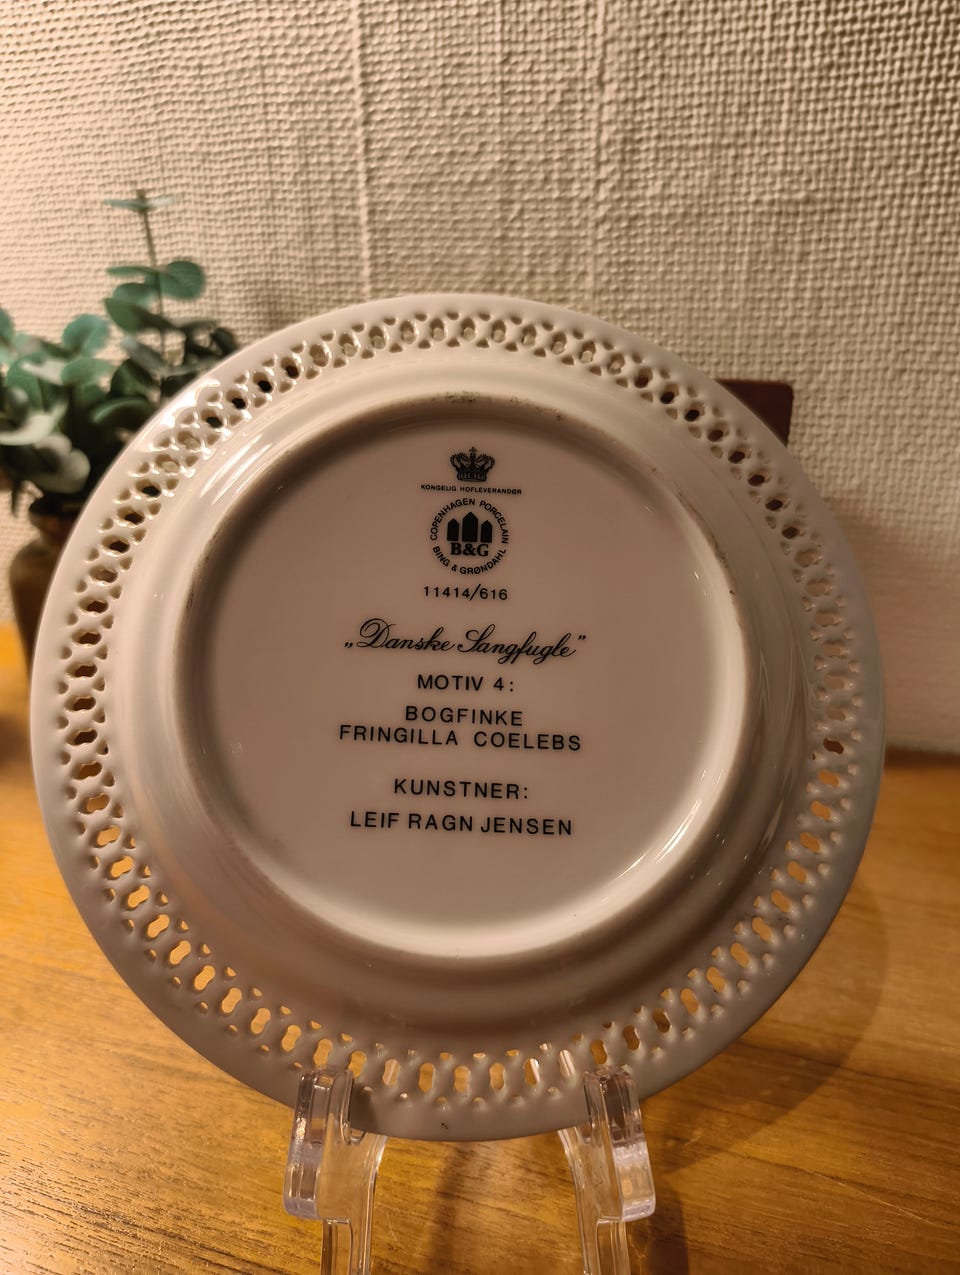 KONGELIG HOFLEVERANDØR
COPENHAGEN PORCELAIN
B&G
BING & GRØNDAHL
11414/616
„Danske Sangfugle”
MOTIV 4:
BOGFINKE
FRINGILLA COELEBS
KUNSTNER:
LEIF RAGN JENSEN